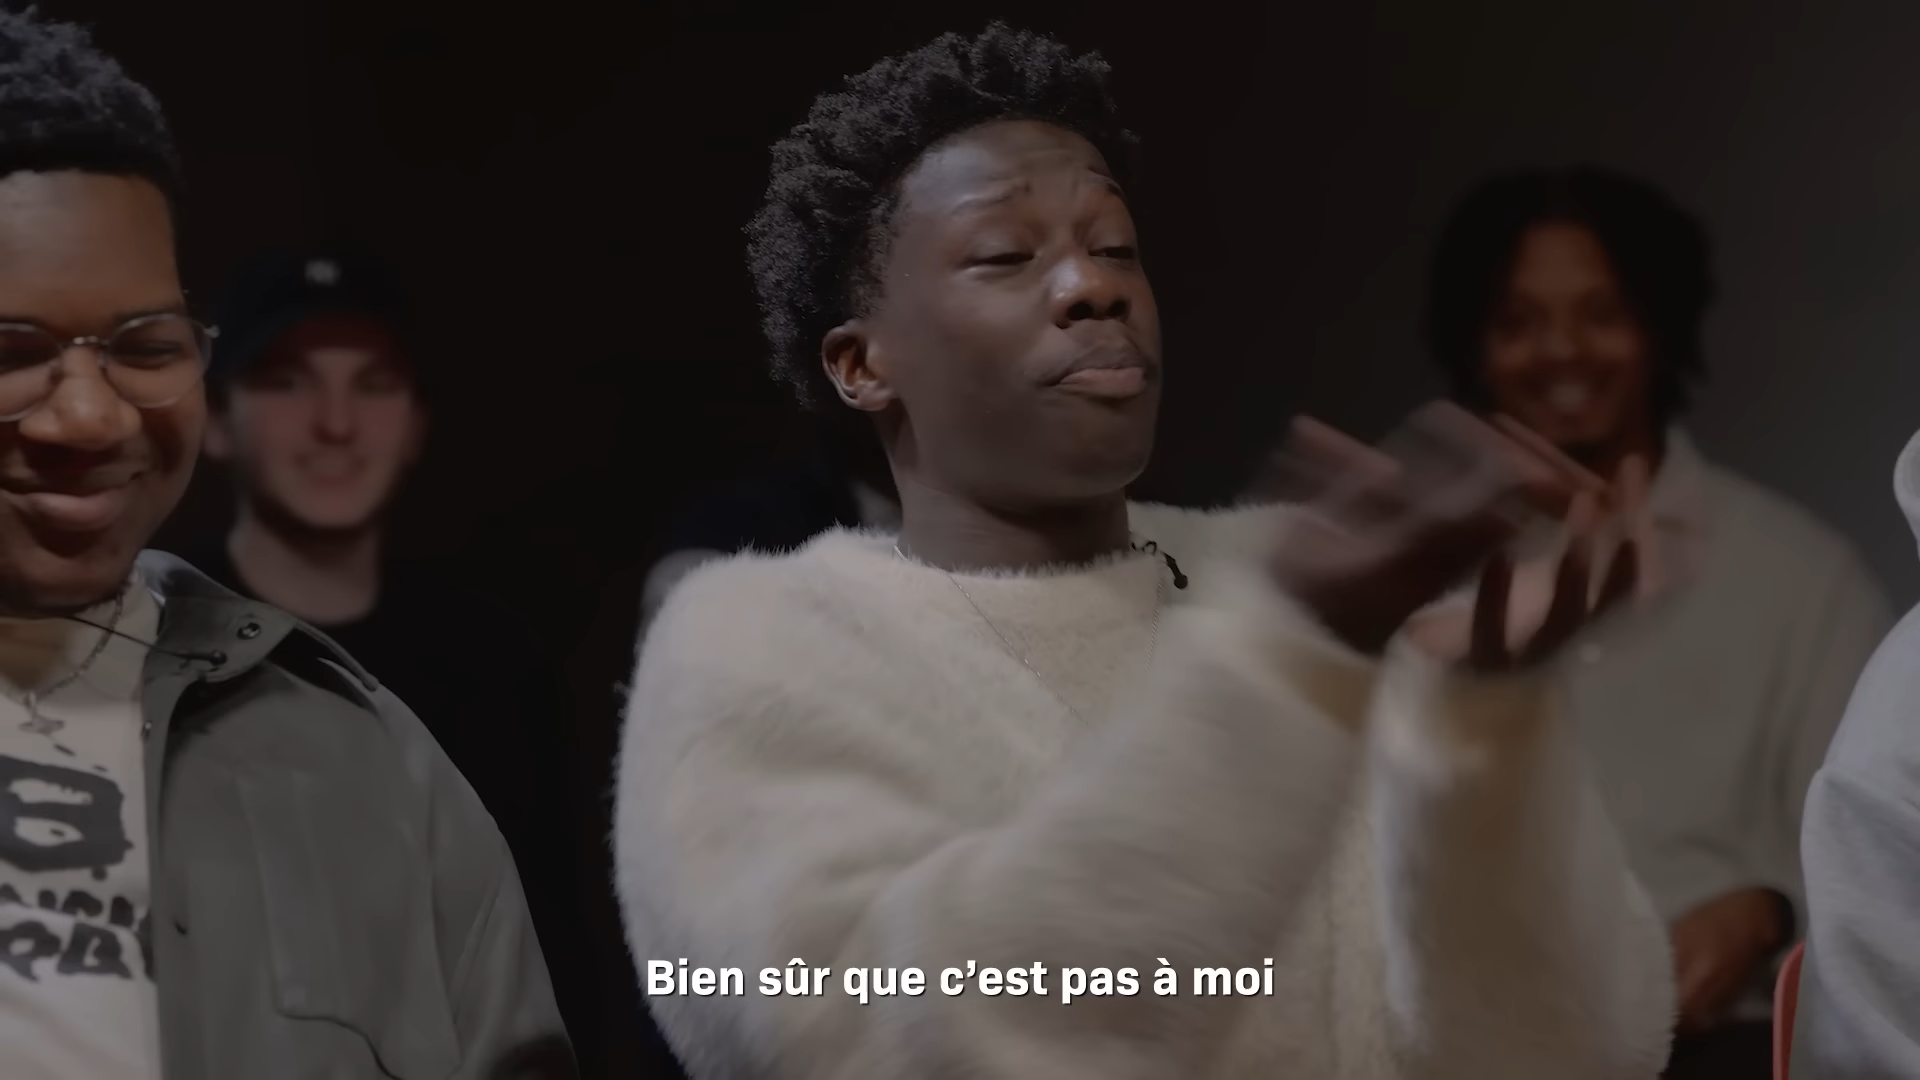 Bien sûr que c’est pas à moi